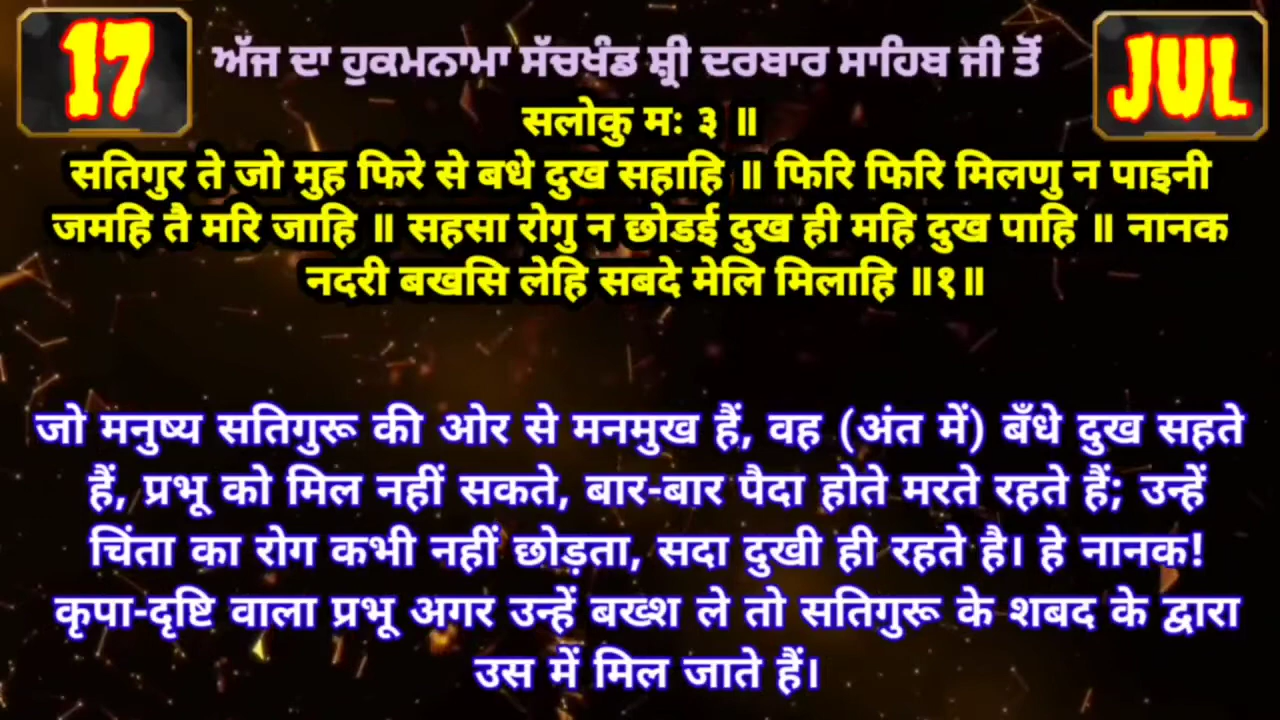 17
ਅੱਜ ਦਾ ਹੁਕਮਨਾਮਾ ਸੱਚਖੰਡ ਸ਼੍ਰੀ ਦਰਬਾਰ ਸਾਹਿਬ ਜੀ ਤੋਂ
JUL
सलोकु मः ३ ॥
सतिगुर ते जो मुह फिरे से बधे दुख सहाहि ॥ फिरि फिरि मिलणु न पाइनी
जमहि तै मरि जाहि ॥ सहसा रोगु न छोडई दुख ही महि दुख पाहि ॥ नानक
नदरी बखसि लेहि सबदे मेलि मिलाहि ॥१॥
जो मनुष्य सतिगुरू की ओर से मनमुख हैं, वह (अंत में) बँधे दुख सहते
हैं, प्रभू को मिल नहीं सकते, बार-बार पैदा होते मरते रहते हैं; उन्हें
चिंता का रोग कभी नहीं छोड़ता, सदा दुखी ही रहते है। हे नानक!
कृपा-दृष्टि वाला प्रभू अगर उन्हें बख्श ले तो सतिगुरू के शबद के द्वारा
उस में मिल जाते हैं।